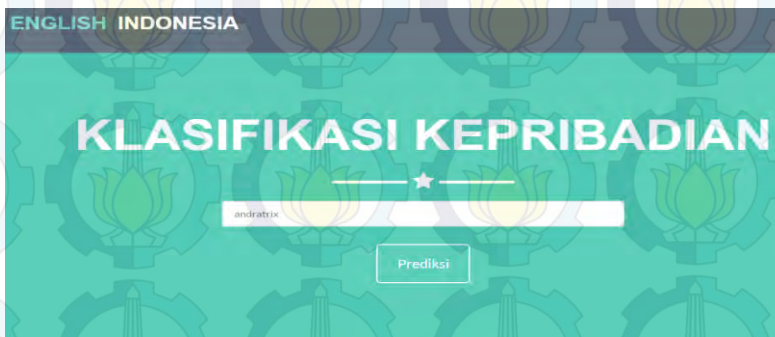 ENGLISH INDONESIA
KLASIFIKASI KEPRIBADIAN
andratrix
Prediksi